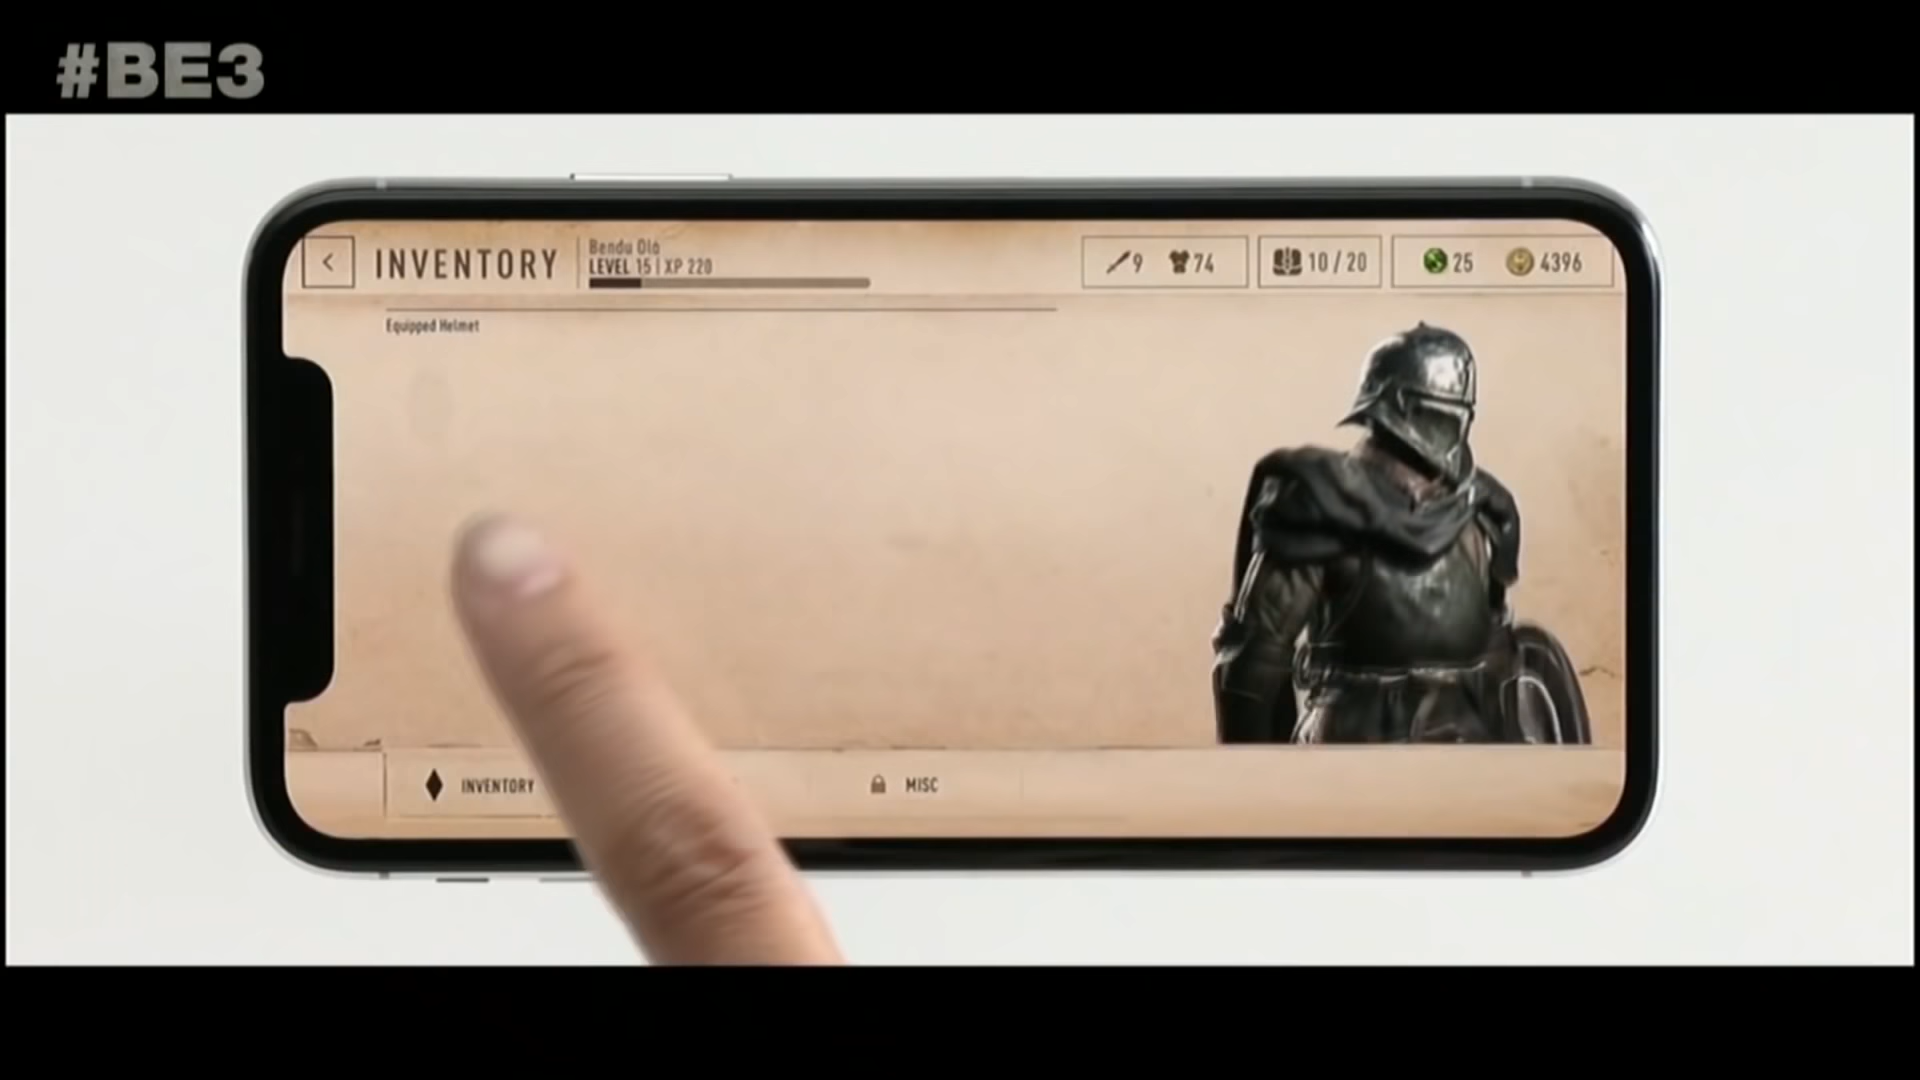 #BE3
<
INVENTORY
Bendu Olo
LEVEL 15 | XP 220
9
74
10 / 20
25
4396
Equipped Helmet
INVENTORY
MISC